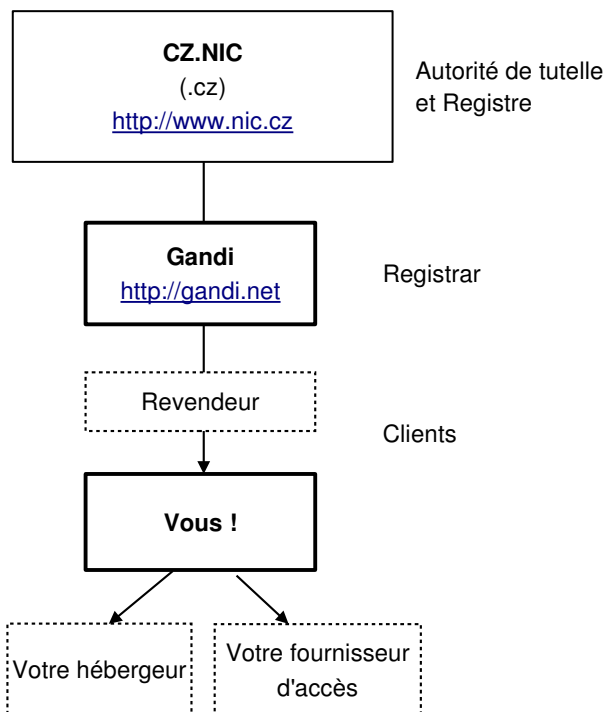 CZ.NIC
(.cz)
http://www.nic.cz
Autorité de tutelle
et Registre
Gandi
http://gandi.net
Registrar
Revendeur
Clients
Vous !
Votre hébergeur
Votre fournisseur
d'accès